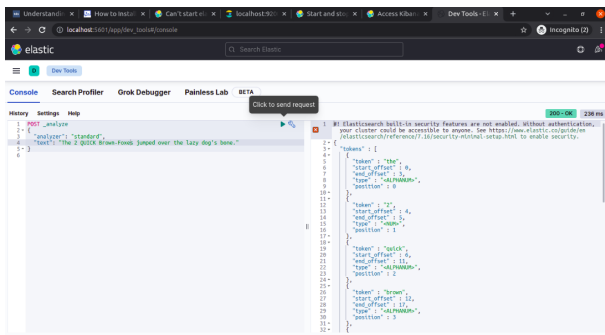 Understandin
How to Instal
Can't start ela
localhost:920
Start and sto
Access Kiban
Dev Tools - El
localhost:5601/app/dev_tools#/console
Incognito (2)
elastic
Search Elastic
D
Dev Tools
Console Search Profiler Grok Debugger Painless Lab BETA
Click to send request
History Settings Help
200 - OK 236 ms
1 POST _analyze
2 {
3 "analyzer": "standard",
4 "text": "The 2 QUICK Brown-Foxes jumped over the lazy dog's bone."
5 }
6
1 #! Elasticsearch built-in security features are not enabled. Without authentication,
your cluster could be accessible to anyone. See https://www.elastic.co/guide/en
/elasticsearch/reference/7.16/security-minimal-setup.html to enable security.
2 {
3 "tokens" : [
4 {
5 "token" : "the",
6 "start_offset" : 0,
7 "end_offset" : 3,
8 "type" : "<ALPHANUM>",
9 "position" : 0
10 },
11 {
12 "token" : "2",
13 "start_offset" : 4,
14 "end_offset" : 5,
15 "type" : "<NUM>",
16 "position" : 1
17 },
18 {
19 "token" : "quick",
20 "start_offset" : 6,
21 "end_offset" : 11,
22 "type" : "<ALPHANUM>",
23 "position" : 2
24 },
25 {
26 "token" : "brown",
27 "start_offset" : 12,
28 "end_offset" : 17,
29 "type" : "<ALPHANUM>",
30 "position" : 3
31 },
32 {